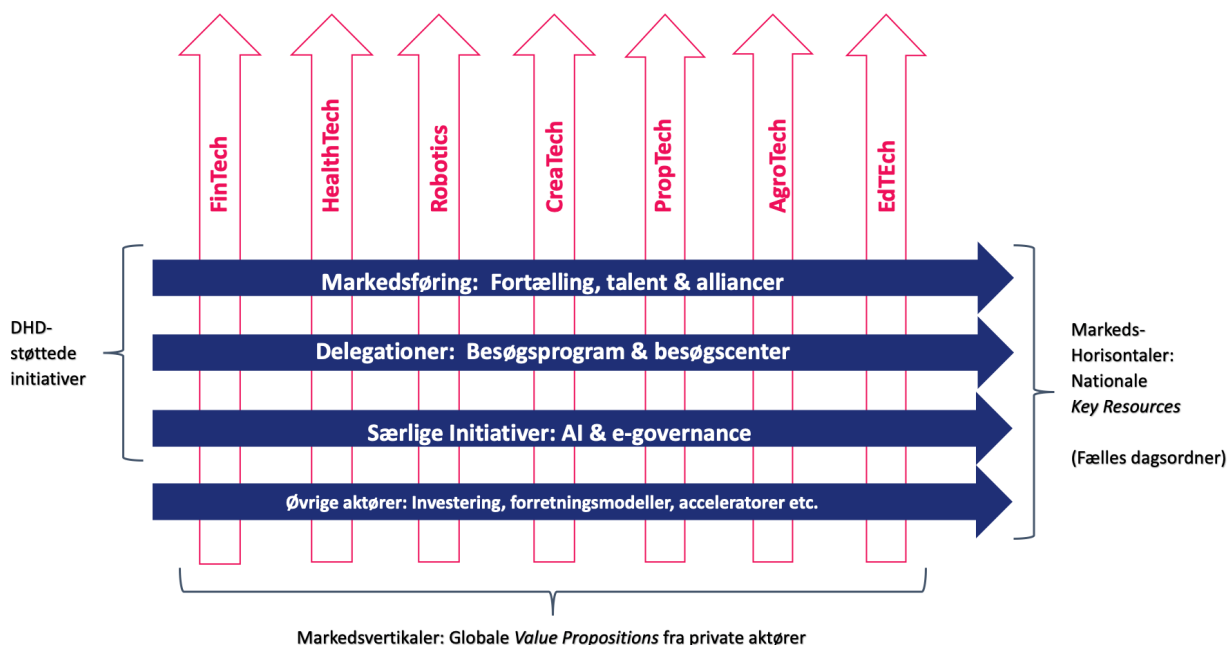 FinTech
HealthTech
Robotics
CreaTech
PropTech
AgroTech
EdTEch
Markedsføring:  Fortælling, talent & alliancer
Delegationer:  Besøgsprogram & besøgscenter
Særlige Initiativer: AI & e-governance
Øvrige aktører: Investering, forretningsmodeller, acceleratorer etc.
DHD-
støttede
initiativer
Markeds-
Horisontaler:
Nationale
Key Resources
(Fælles dagsordner)
Markedsvertikaler: Globale Value Propositions fra private aktører